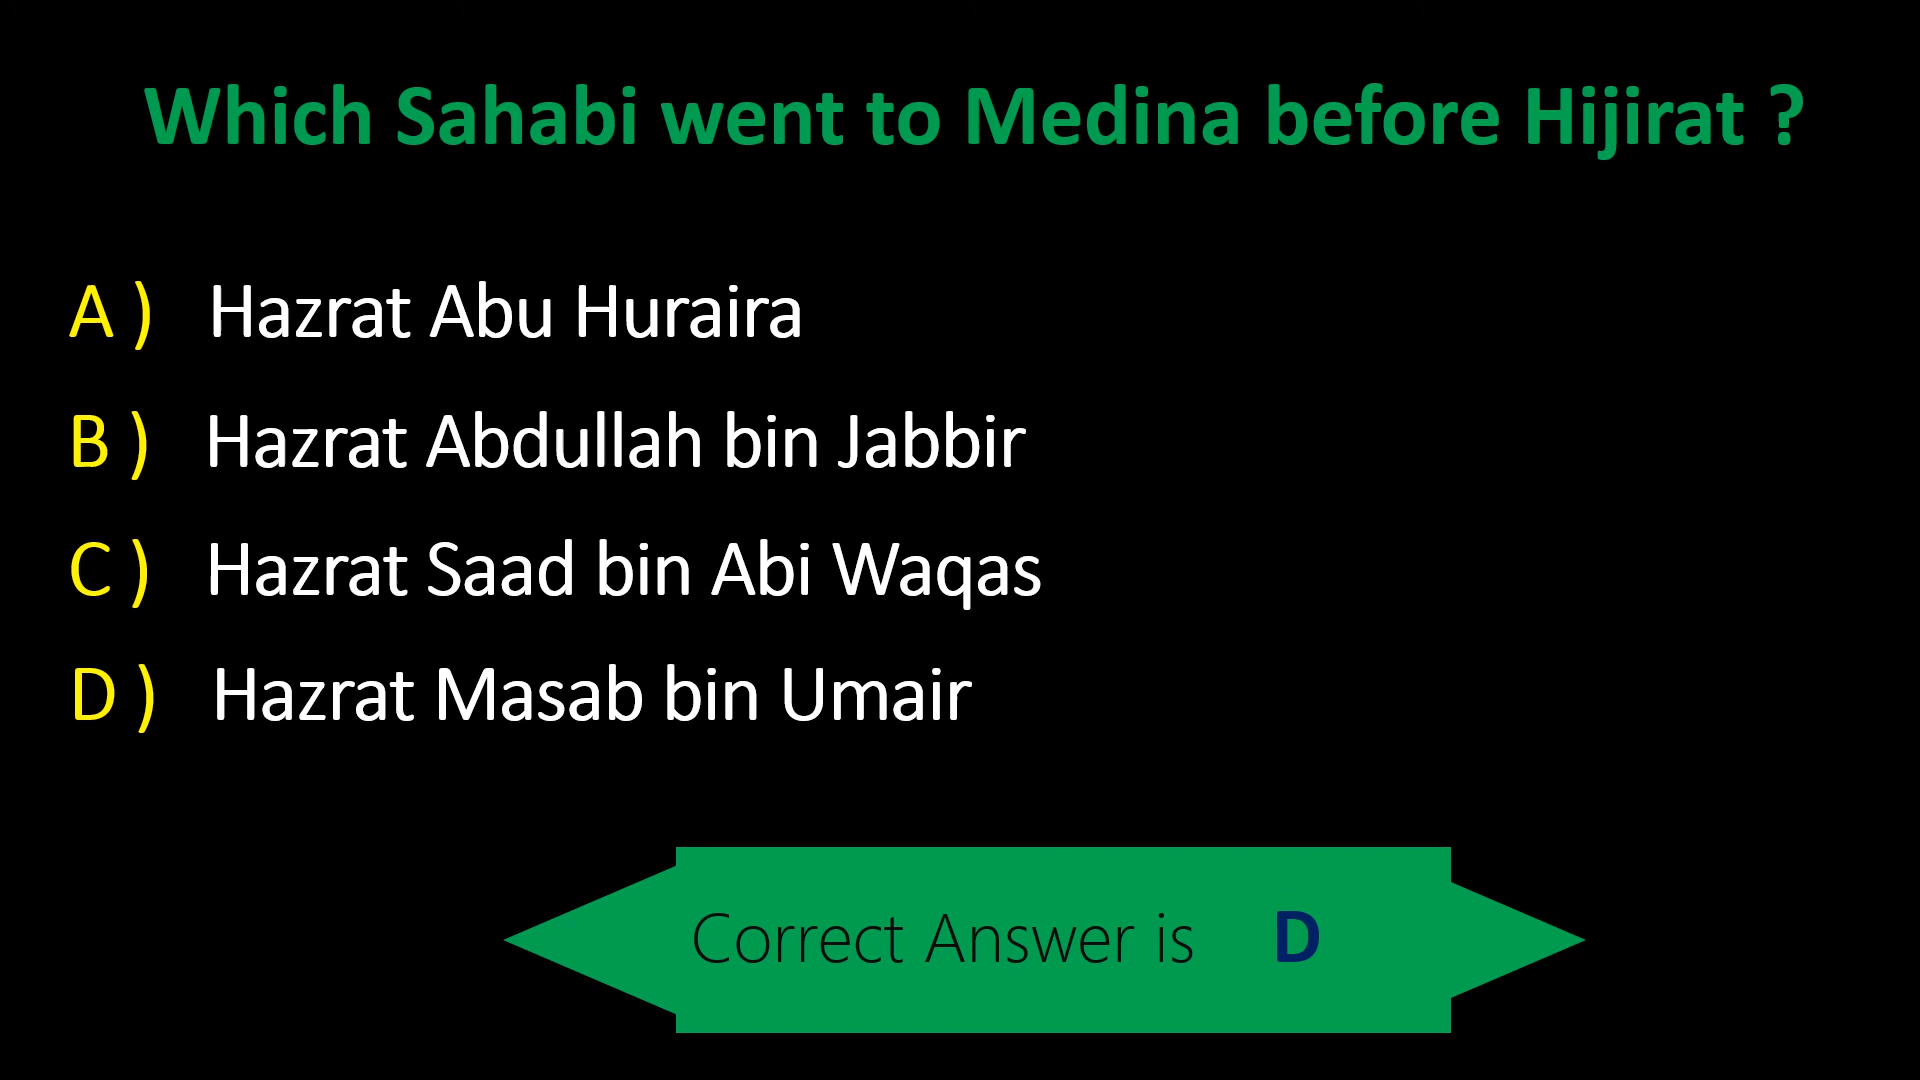 Which Sahabi went to Medina before Hijirat ?
A ) Hazrat Abu Huraira
B ) Hazrat Abdullah bin Jabbir
C ) Hazrat Saad bin Abi Waqas
D ) Hazrat Masab bin Umair
Correct Answer is D